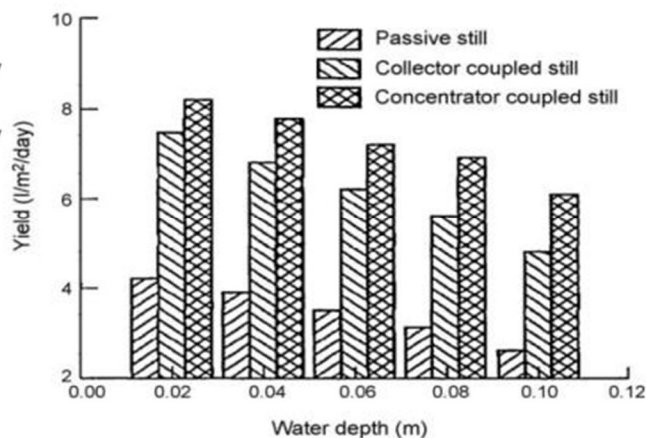 10
8
6
4
2
Yield (l/m²/day)
Passive still
Collector coupled still
Concentrator coupled still
0.00 0.02 0.04 0.06 0.08 0.10 0.12
Water depth (m)